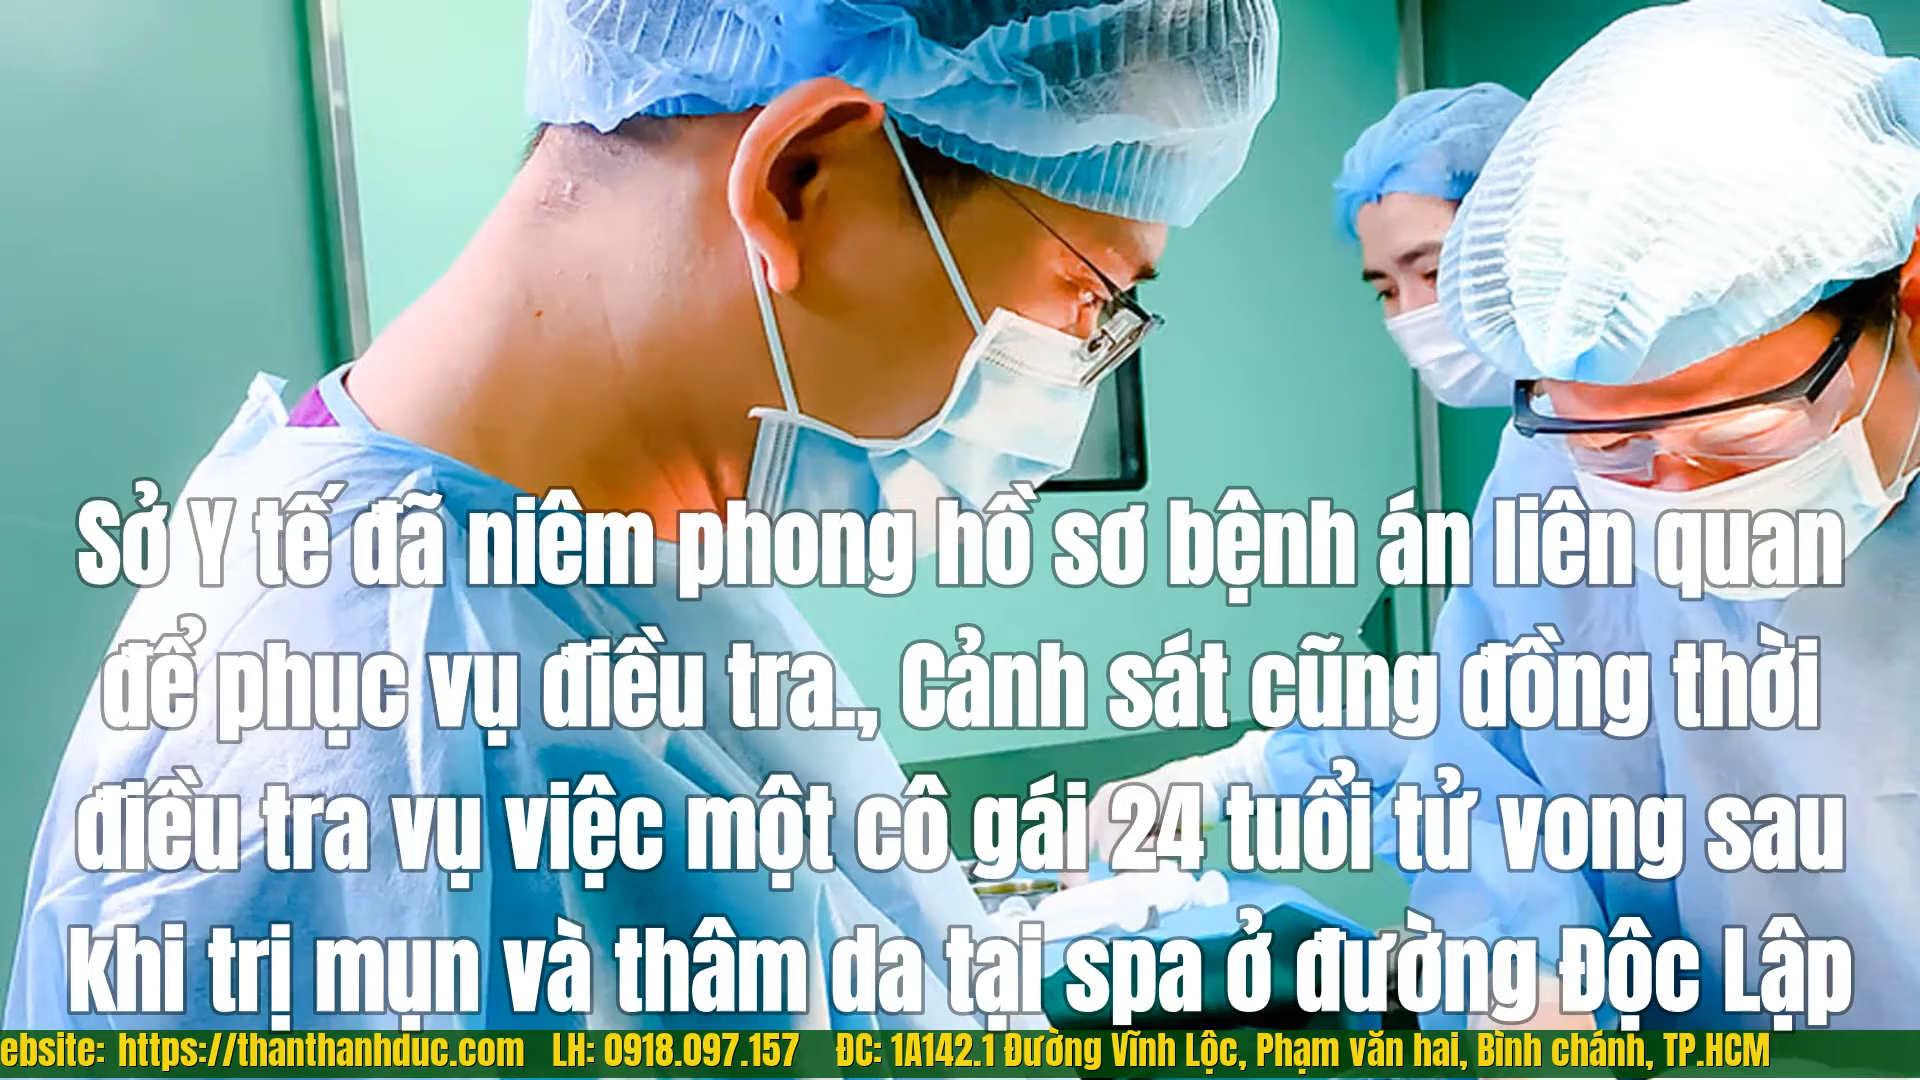 Sở Y tế đã niêm phong hồ sơ bệnh án liên quan
để phục vụ điều tra., Cảnh sát cũng đồng thời
điều tra vụ việc một cô gái 24 tuổi tử vong sau
khi trị mụn và thâm da tại spa ở đường Độc Lập
ebsite: https://thanthanhduc.com LH: 0918.097.157 ĐC: 1A142.1 Đường Vĩnh Lộc, Phạm văn hai, Bình chánh, TP.HCM